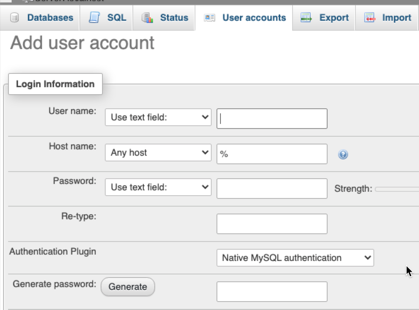 Databases SQL Status User accounts Export Import
Add user account
Login Information
User name: Use text field:
Host name: Any host %
Password: Use text field: Strength:
Re-type:
Authentication Plugin Native MySQL authentication
Generate password: Generate